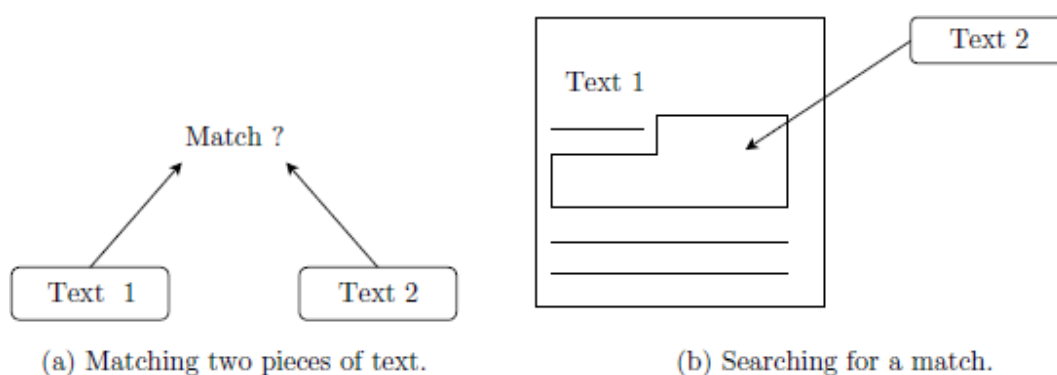 Match ?
Text 1
Text 2
(a) Matching two pieces of text.
Text 1
Text 2
(b) Searching for a match.